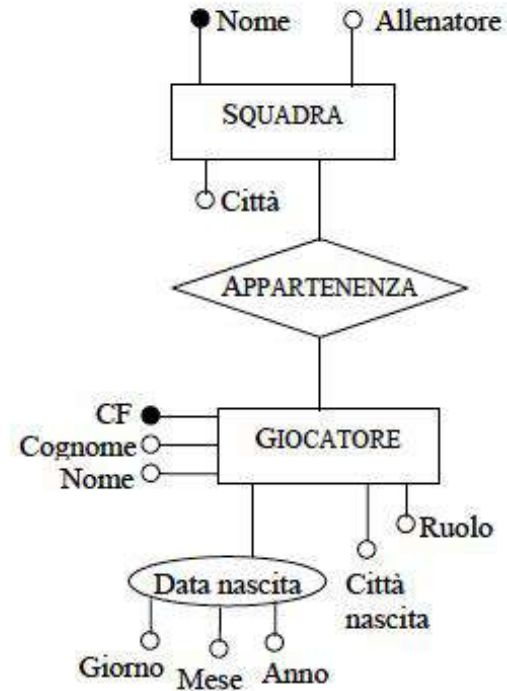 Nome
Allenatore
SQUADRA
Città
APPARTENENZA
CF
Cognome
Nome
GIOCATORE
Ruolo
Data nascita
Città
nascita
Giorno
Mese
Anno